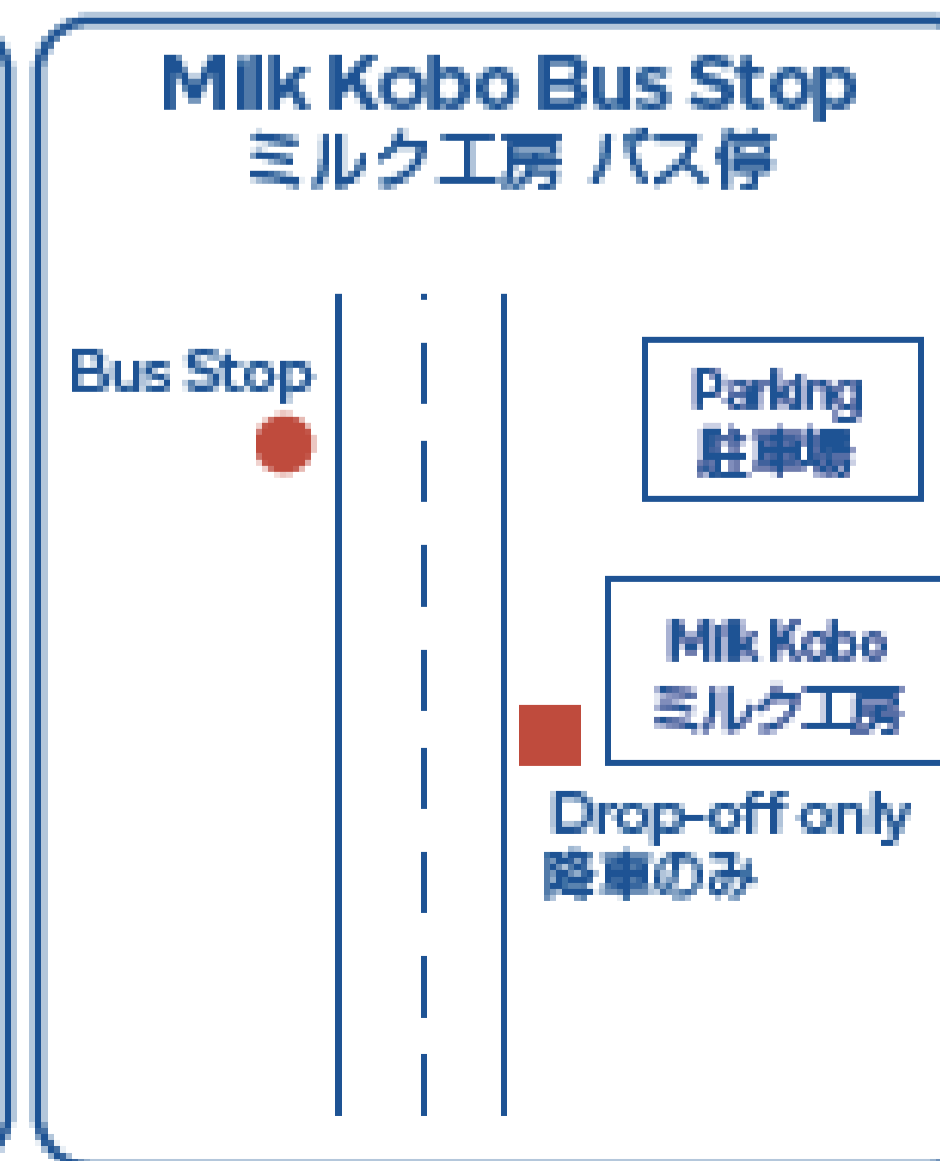 Milk Kobo Bus Stop
ミルク工房 バス停
Bus Stop
Parking
駐車場
Milk Kobo
ミルク工房
Drop-off only
降車のみ